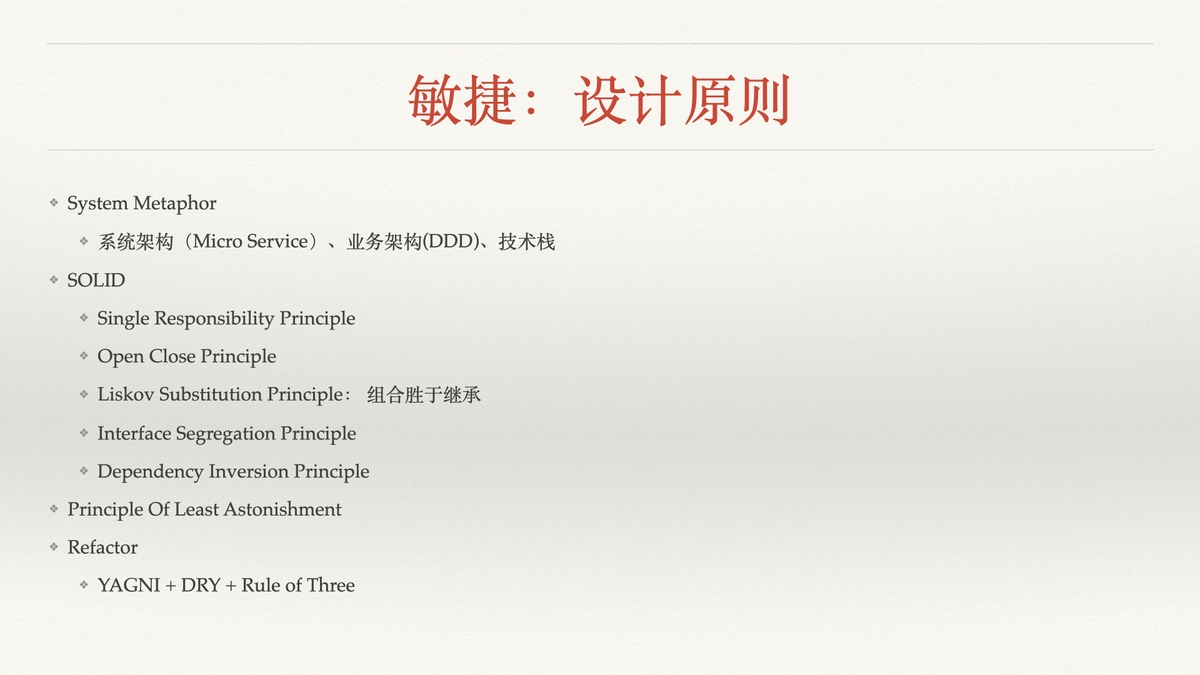 敏捷：设计原则
System Metaphor
系统架构（Micro Service）、业务架构(DDD)、技术栈
SOLID
Single Responsibility Principle
Open Close Principle
Liskov Substitution Principle： 组合胜于继承
Interface Segregation Principle
Dependency Inversion Principle
Principle Of Least Astonishment
Refactor
YAGNI + DRY + Rule of Three